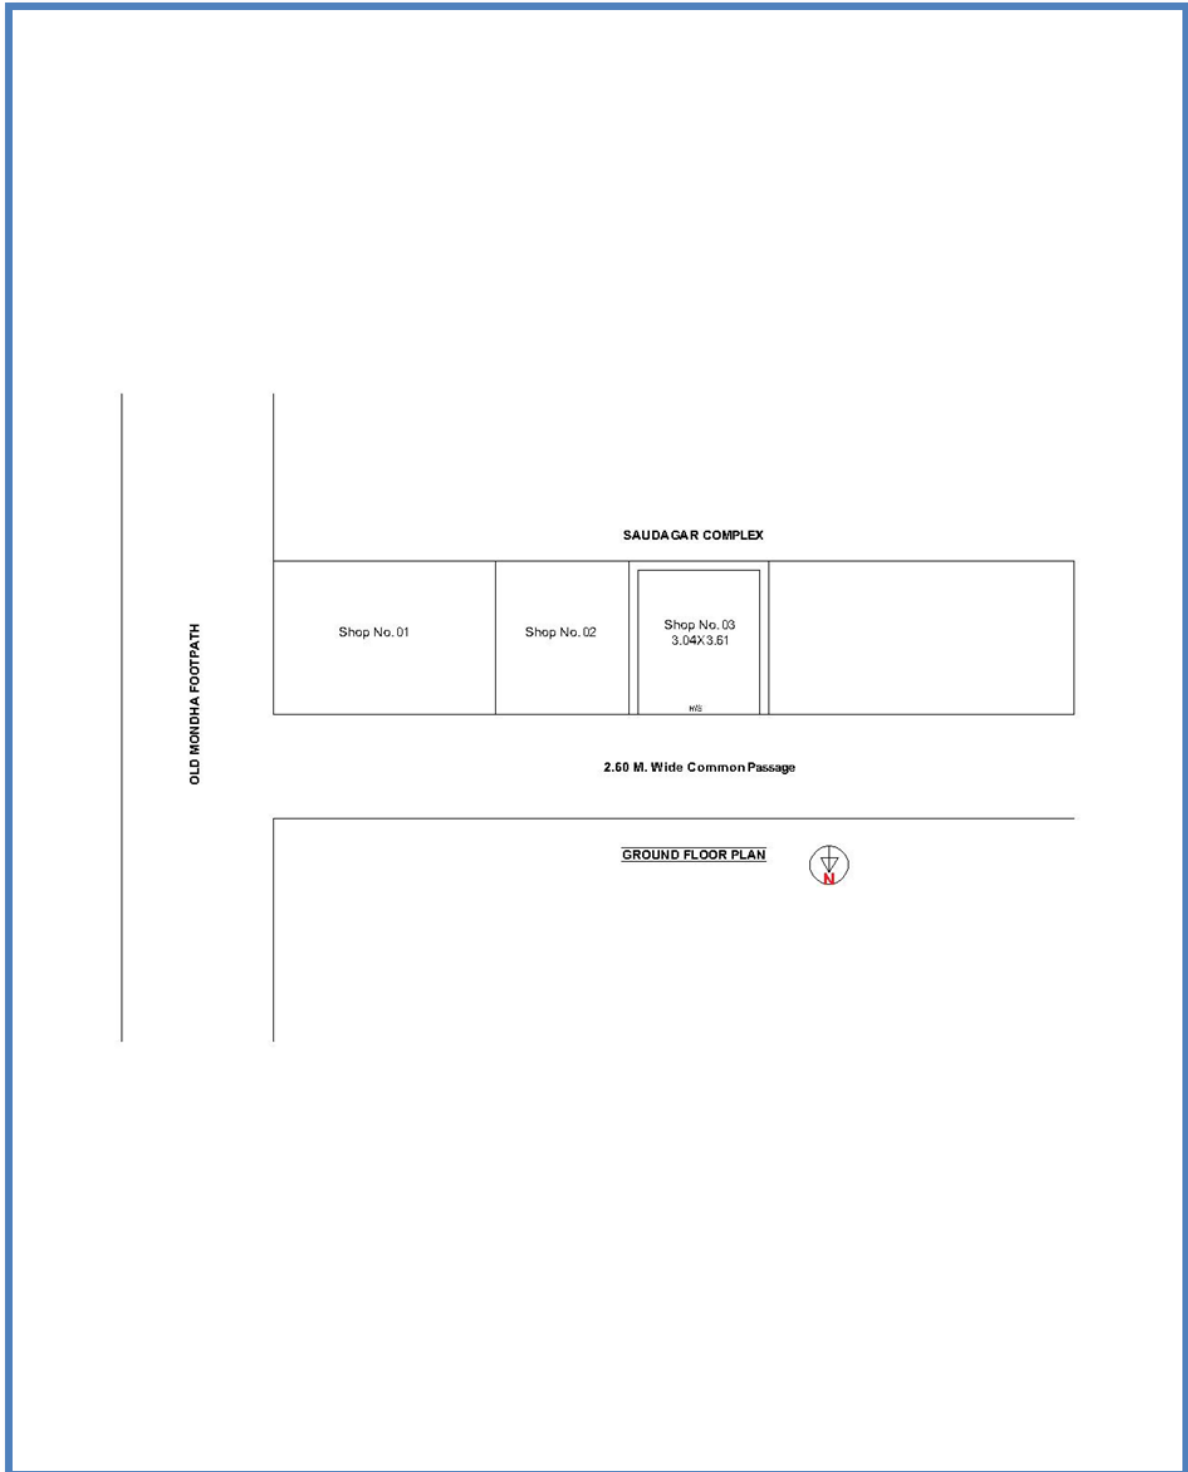 SAUDAGAR COMPLEX
OLD MONDHA FOOTPATH
Shop No. 01
Shop No. 02
Shop No. 03
3.04X3.61
R/S
2.60 M. Wide Common Passage
GROUND FLOOR PLAN
N